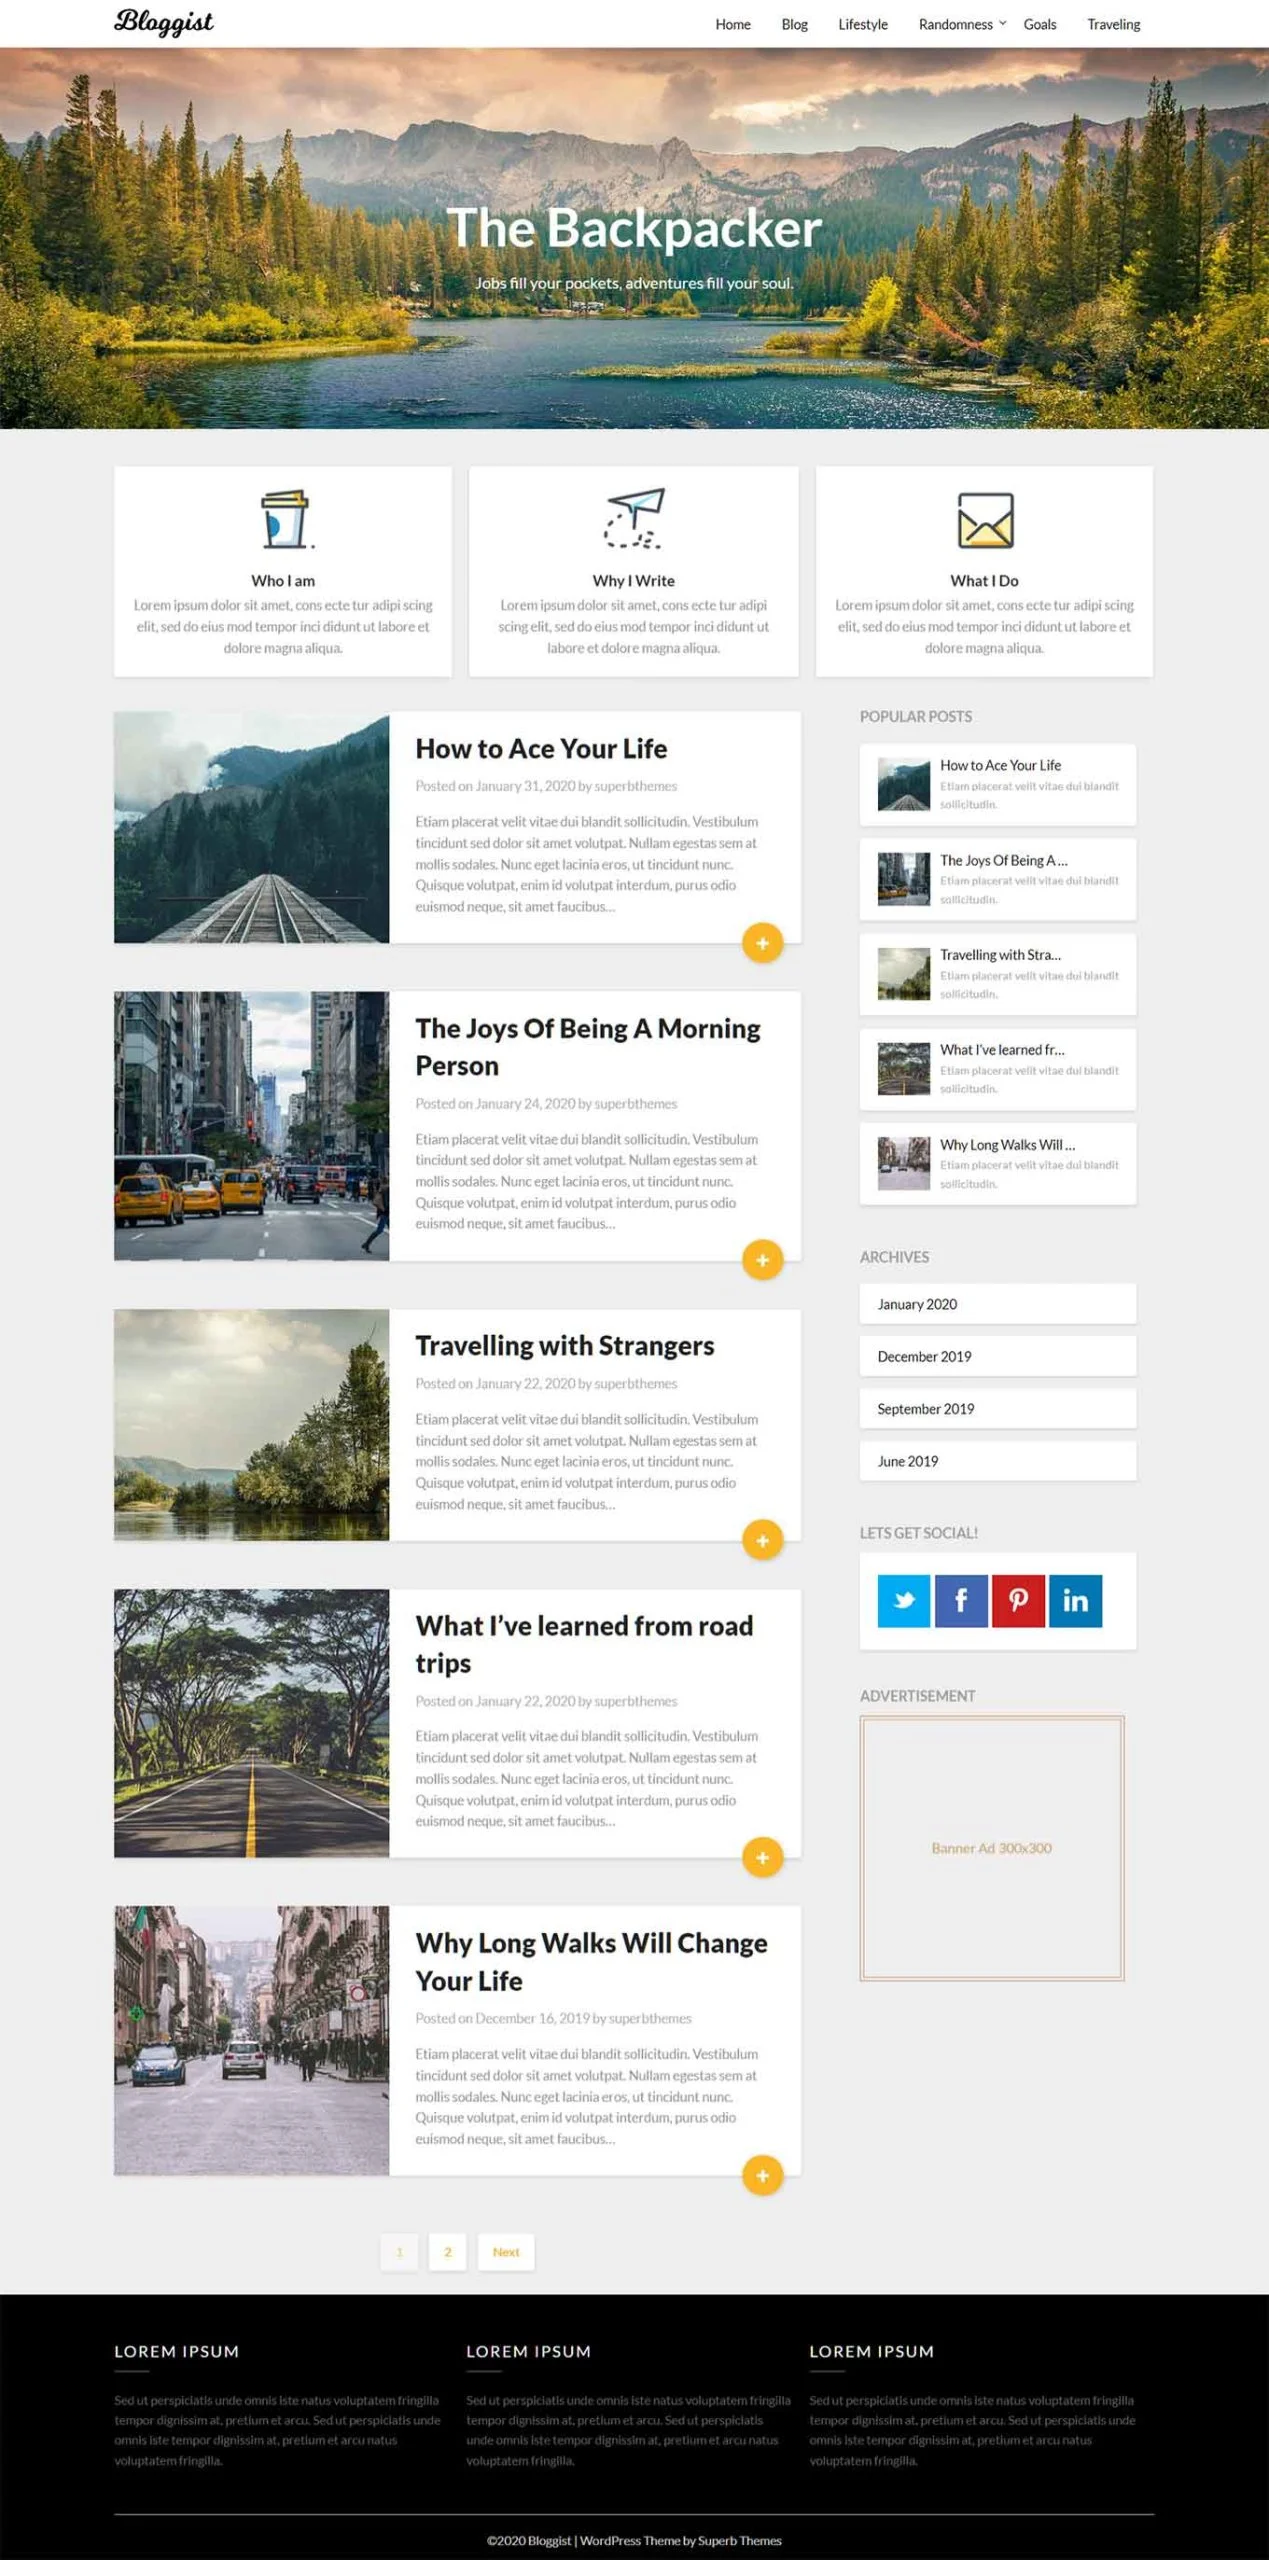 Bloggist
Home Blog Lifestyle Randomness Goals Traveling
The Backpacker
Jobs fill your pockets, adventures fill your soul.
Who I am
Lorem ipsum dolor sit amet, cons ecte tur adipi scing
elit, sed do eius mod tempor inci didunt ut labore et
dolore magna aliqua.
Why I Write
Lorem ipsum dolor sit amet, cons ecte tur adipi
scing elit, sed do eius mod tempor inci didunt ut
labore et dolore magna aliqua.
What I Do
Lorem ipsum dolor sit amet, cons ecte tur adipi scing
elit, sed do eius mod tempor inci didunt ut labore et
dolore magna aliqua.
How to Ace Your Life
Posted on January 31, 2020 by superbthemes
Etiam placerat velit vitae dui blandit sollicitudin. Vestibulum
tincidunt sed dolor sit amet volutpat. Nullam egestas sem at
mollis sodales. Nunc eget lacinia eros, ut tincidunt nunc.
Quisque volutpat, enim id volutpat interdum, purus odio
euismod neque, sit amet faucibus...
+
The Joys Of Being A Morning
Person
Posted on January 24, 2020 by superbthemes
Etiam placerat velit vitae dui blandit sollicitudin. Vestibulum
tincidunt sed dolor sit amet volutpat. Nullam egestas sem at
mollis sodales. Nunc eget lacinia eros, ut tincidunt nunc.
Quisque volutpat, enim id volutpat interdum, purus odio
euismod neque, sit amet faucibus...
+
Travelling with Strangers
Posted on January 22, 2020 by superbthemes
Etiam placerat velit vitae dui blandit sollicitudin. Vestibulum
tincidunt sed dolor sit amet volutpat. Nullam egestas sem at
mollis sodales. Nunc eget lacinia eros, ut tincidunt nunc.
Quisque volutpat, enim id volutpat interdum, purus odio
euismod neque, sit amet faucibus...
+
What I’ve learned from road
trips
Posted on January 22, 2020 by superbthemes
Etiam placerat velit vitae dui blandit sollicitudin. Vestibulum
tincidunt sed dolor sit amet volutpat. Nullam egestas sem at
mollis sodales. Nunc eget lacinia eros, ut tincidunt nunc.
Quisque volutpat, enim id volutpat interdum, purus odio
euismod neque, sit amet faucibus...
+
Why Long Walks Will Change
Your Life
Posted on December 16, 2019 by superbthemes
Etiam placerat velit vitae dui blandit sollicitudin. Vestibulum
tincidunt sed dolor sit amet volutpat. Nullam egestas sem at
mollis sodales. Nunc eget lacinia eros, ut tincidunt nunc.
Quisque volutpat, enim id volutpat interdum, purus odio
euismod neque, sit amet faucibus...
+
1 2 Next
POPULAR POSTS
How to Ace Your Life
Etiam placerat velit vitae dui blandit
sollicitudin.
The Joys Of Being A ...
Etiam placerat velit vitae dui blandit
sollicitudin.
Travelling with Stra...
Etiam placerat velit vitae dui blandit
sollicitudin.
What I’ve learned fr...
Etiam placerat velit vitae dui blandit
sollicitudin.
Why Long Walks Will ...
Etiam placerat velit vitae dui blandit
sollicitudin.
ARCHIVES
January 2020
December 2019
September 2019
June 2019
LETS GET SOCIAL!
f in
ADVERTISEMENT
Banner Ad 300x300
LOREM IPSUM
Sed ut perspiciatis unde omnis iste natus voluptatem fringilla
tempor dignissim at, pretium et arcu. Sed ut perspiciatis unde
omnis iste tempor dignissim at, pretium et arcu natus
voluptatem fringilla.
LOREM IPSUM
Sed ut perspiciatis unde omnis iste natus voluptatem fringilla
tempor dignissim at, pretium et arcu. Sed ut perspiciatis
unde omnis iste tempor dignissim at, pretium et arcu natus
voluptatem fringilla.
LOREM IPSUM
Sed ut perspiciatis unde omnis iste natus voluptatem fringilla
tempor dignissim at, pretium et arcu. Sed ut perspiciatis unde
omnis iste tempor dignissim at, pretium et arcu natus
voluptatem fringilla.
©2020 Bloggist | WordPress Theme by Superb Themes